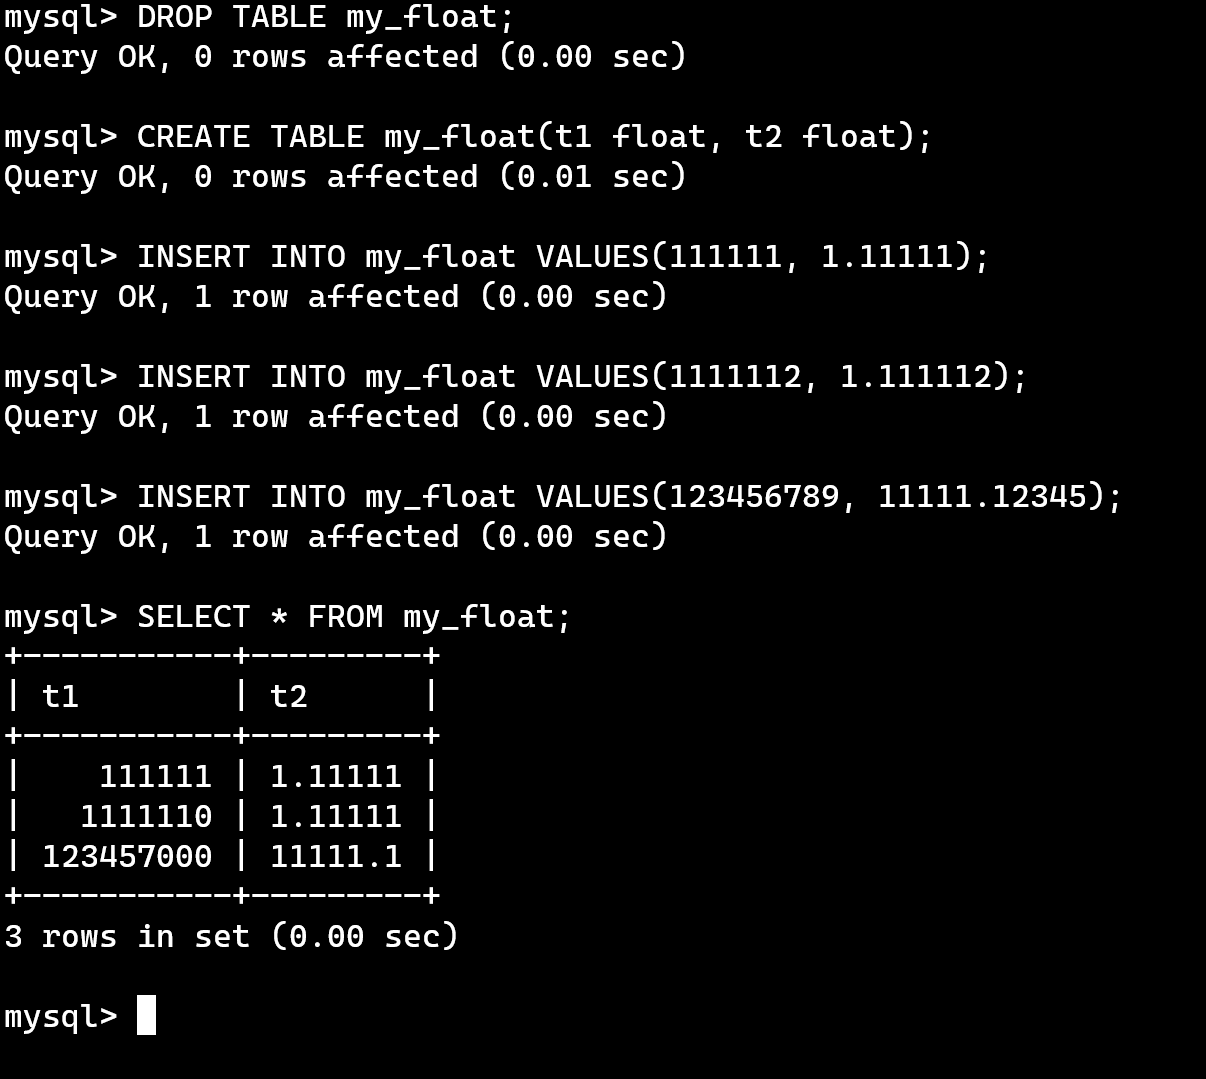 mysql> DROP TABLE my_float;
Query OK, 0 rows affected (0.00 sec)
mysql> CREATE TABLE my_float(t1 float, t2 float);
Query OK, 0 rows affected (0.01 sec)
mysql> INSERT INTO my_float VALUES(111111, 1.11111);
Query OK, 1 row affected (0.00 sec)
mysql> INSERT INTO my_float VALUES(1111112, 1.111112);
Query OK, 1 row affected (0.00 sec)
mysql> INSERT INTO my_float VALUES(123456789, 11111.12345);
Query OK, 1 row affected (0.00 sec)
mysql> SELECT * FROM my_float;
+-----------+---------+
| t1        | t2      |
+-----------+---------+
|    111111 | 1.11111 |
|   1111110 | 1.11111 |
| 123457000 | 11111.1 |
+-----------+---------+
3 rows in set (0.00 sec)
mysql>